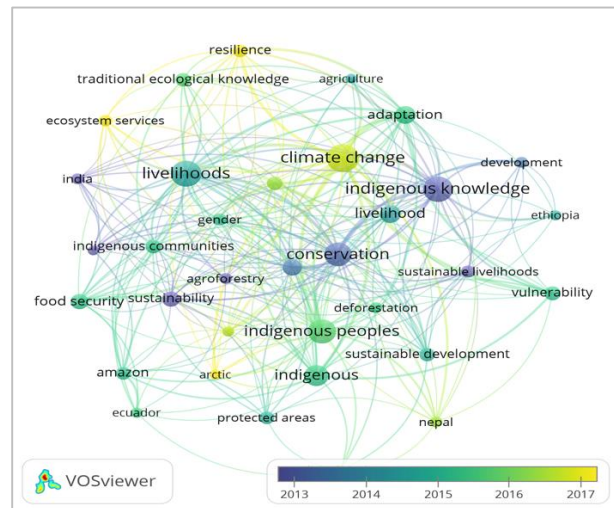 resilience
traditional ecological knowledge
agriculture
ecosystem services
adaptation
climate change
india
livelihoods
development
indigenous knowledge
gender
livelihood
ethiopia
indigenous communities
conservation
agroforestry
sustainable livelihoods
food security
sustainability
vulnerability
deforestation
indigenous peoples
sustainable development
amazon
arctic
indigenous
ecuador
protected areas
nepal
VOSviewer
2013 2014 2015 2016 2017